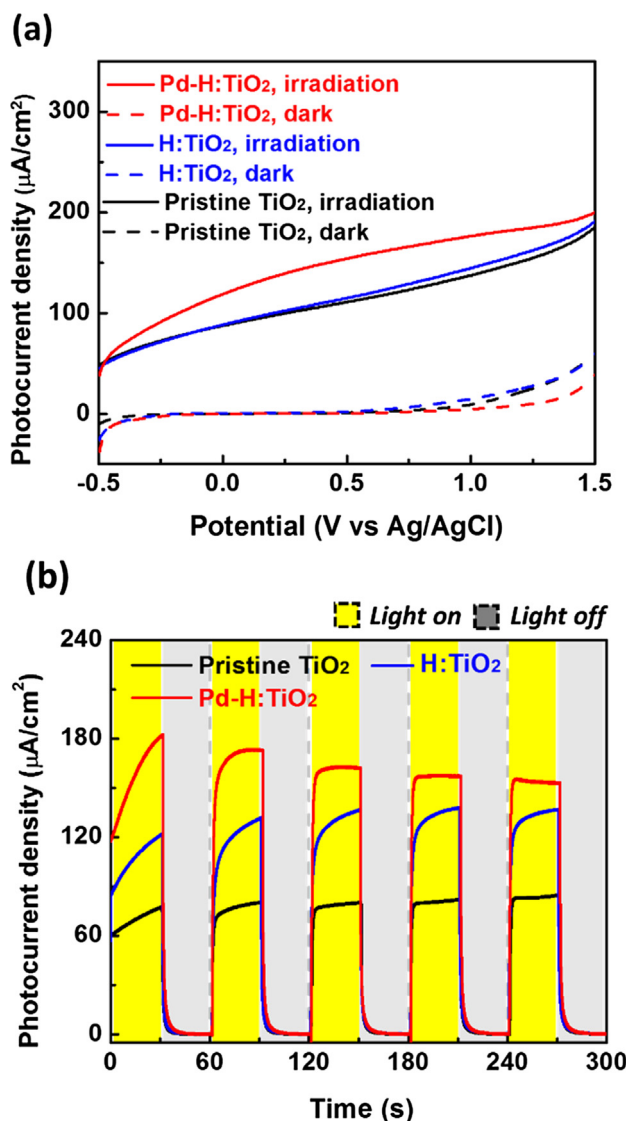 (a)
Photocurrent density (μA/cm²)
300
200
100
0
Pd-H:TiO₂, irradiation
Pd-H:TiO₂, dark
H:TiO₂, irradiation
H:TiO₂, dark
Pristine TiO₂, irradiation
Pristine TiO₂, dark
-0.5 0.0 0.5 1.0 1.5
Potential (V vs Ag/AgCl)
(b)
Light on Light off
Photocurrent density (μA/cm²)
240
180
120
60
0
Pristine TiO₂ H:TiO₂
Pd-H:TiO₂
0 60 120 180 240 300
Time (s)